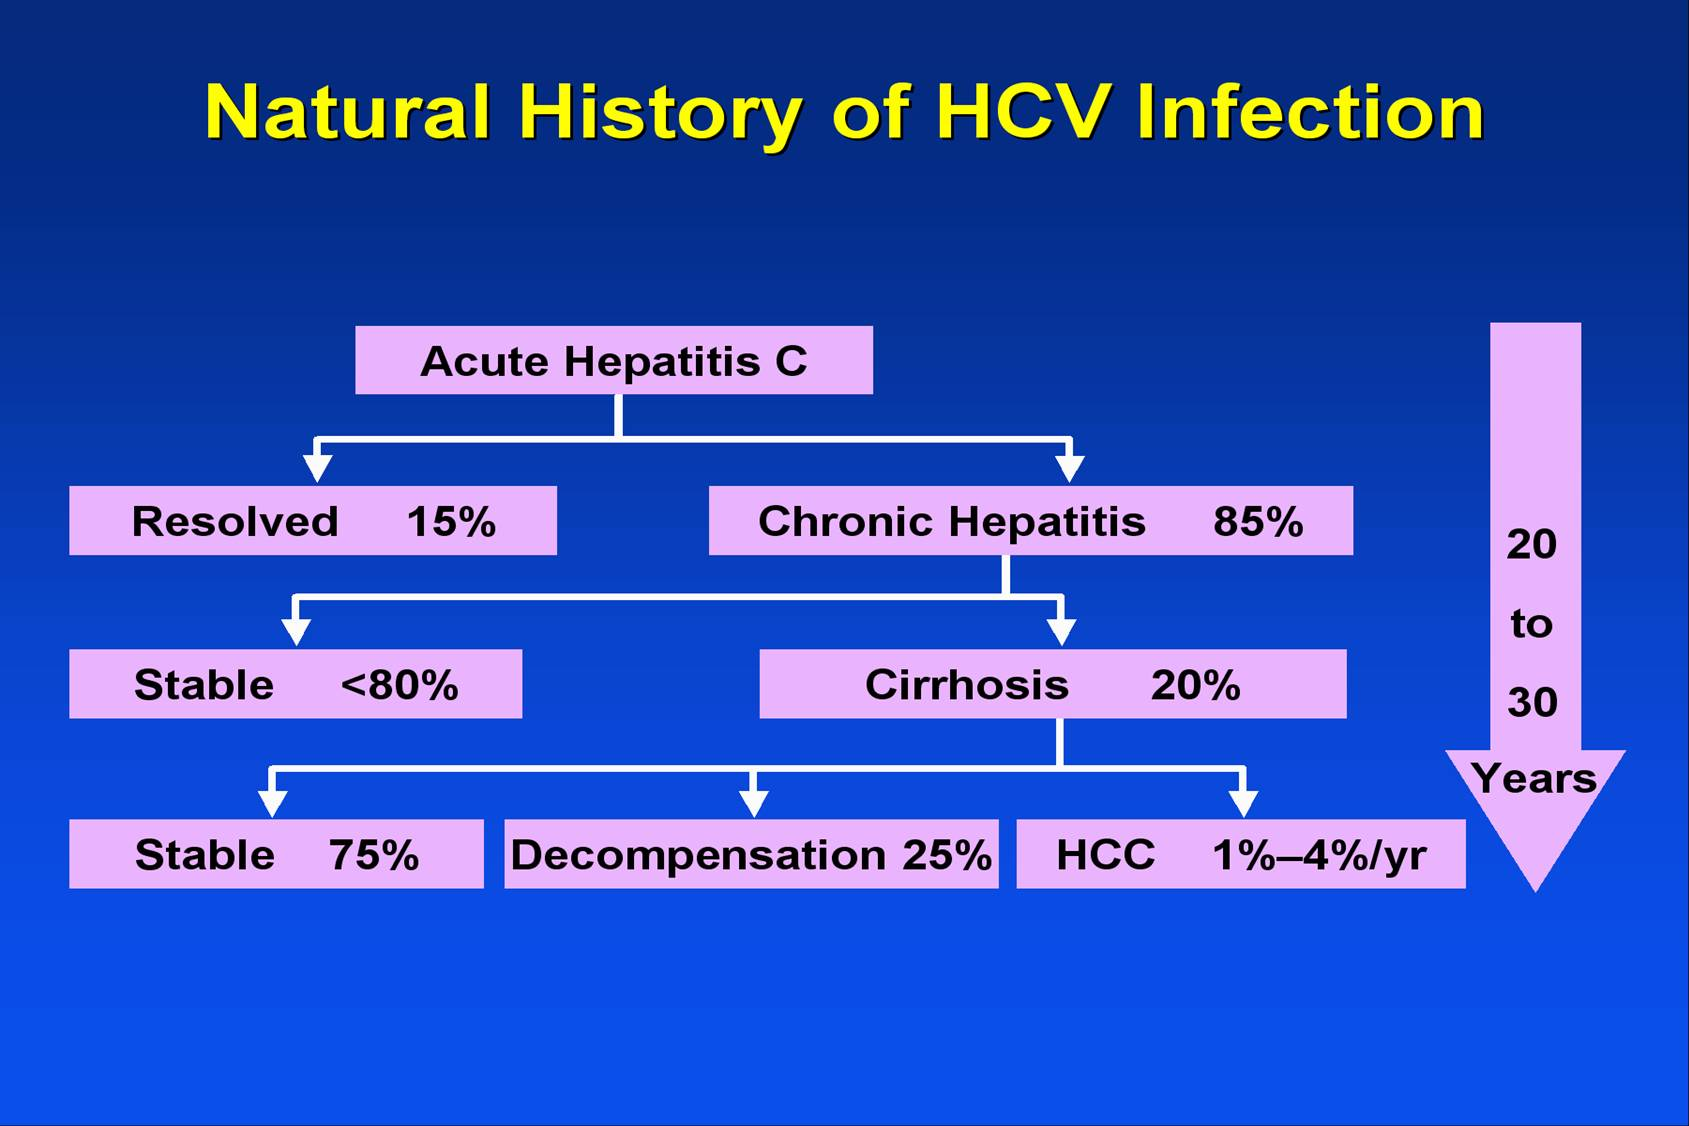 Natural History of HCV Infection
Acute Hepatitis C
Resolved 15%
Chronic Hepatitis 85%
Stable <80%
Cirrhosis 20%
Stable 75%
Decompensation 25%
HCC 1%–4%/yr
20
to
30
Years